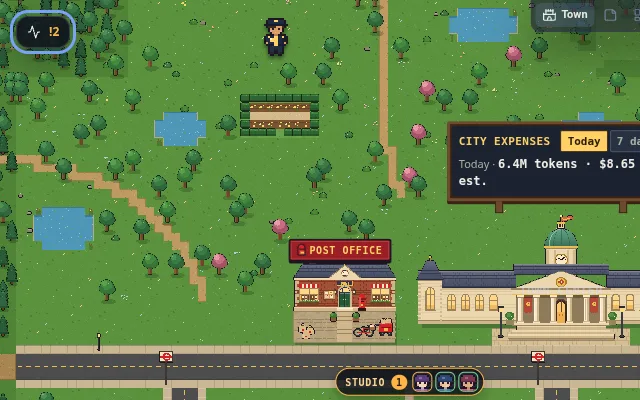 !2
Town
CITY EXPENSES Today 7 da
Today · 6.4M tokens · $8.65
est.
POST OFFICE
STUDIO 1